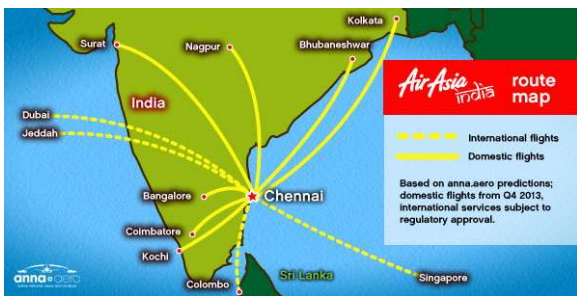 Kolkata
Surat
Nagpur
Bhubaneshwar
AirAsia
india
route
map
India
Dubai
Jeddah
International flights
Domestic flights
Based on anna.aero predictions;
domestic flights from Q4 2013,
international services subject to
regulatory approval.
Bangalore
Chennai
Coimbatore
Kochi
Colombo
Sri Lanka
Singapore
anna.aero